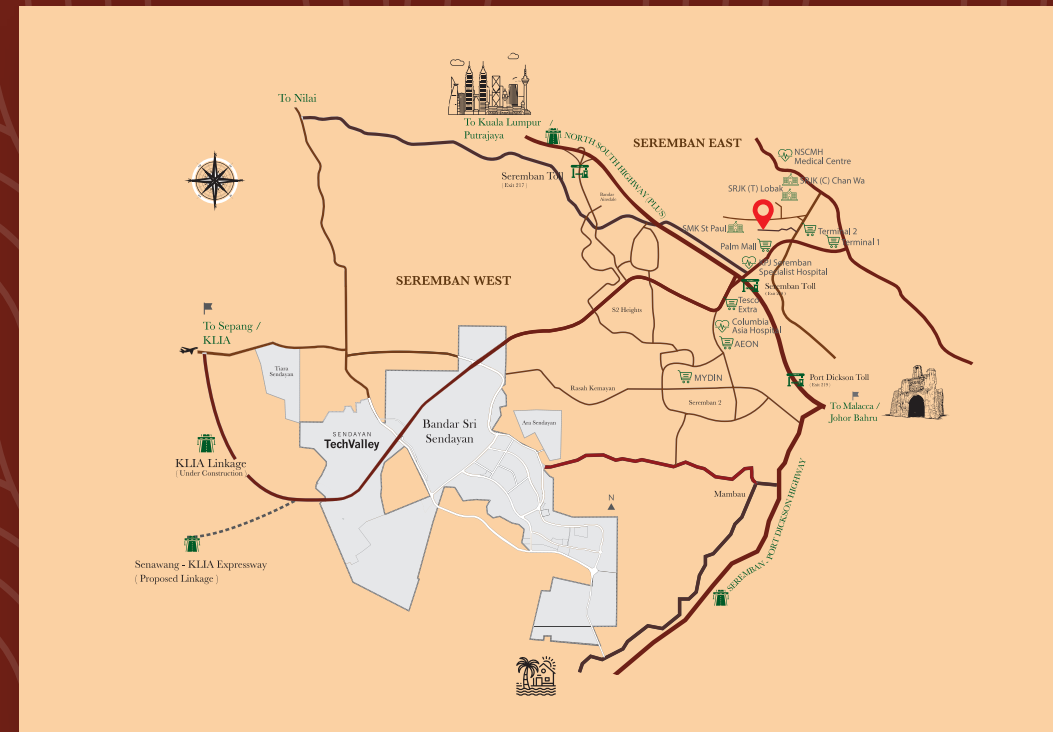 To Nilai
To Kuala Lumpur /
Putrajaya
NORTH SOUTH HIGHWAY (PLUS)
SEREMBAN EAST
NSCMH
Medical Centre
Seremban Toll
( Exit 217 )
SRJK (C) Chan Wa
SRJK (T) Lobak
Bandar
Ainsdale
SMK St Paul
Terminal 2
Terminal 1
Palm Mall
KPJ Seremban
Specialist Hospital
SEREMBAN WEST
Seremban Toll
Tesco
Extra
S2 Heights
To Sepang /
KLIA
Columbia
Asia Hospital
AEON
Tiara
Sendayan
MYDIN
Port Dickson Toll
( Exit 219 )
Rasah Kemayan
Seremban 2
To Malacca /
Johor Bahru
Bandar Sri
Sendayan
Ara Sendayan
SENDAYAN
TechValley
KLIA Linkage
( Under Construction )
N
Mambau
SEREMBAN - PORT DICKSON HIGHWAY
Senawang - KLIA Expressway
( Proposed Linkage )